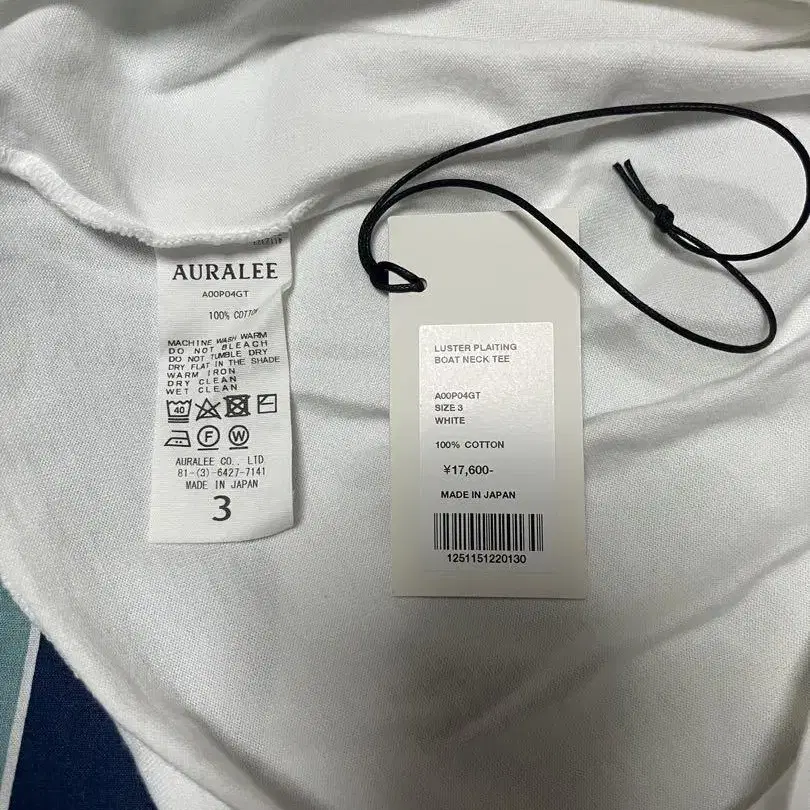 AURALEE
A00P04GT
100% COTTON
MACHINE WASH WARM
DO NOT BLEACH
DO NOT TUMBLE DRY
DRY FLAT IN THE SHADE
WARM IRON
DRY CLEAN
WET CLEAN
40
F W
AURALEE CO., LTD
81-(3)-6427-7141
MADE IN JAPAN
3
LUSTER PLAITING
BOAT NECK TEE
A00P04GT
SIZE 3
WHITE
100% COTTON
¥17,600-
MADE IN JAPAN
1251151220130